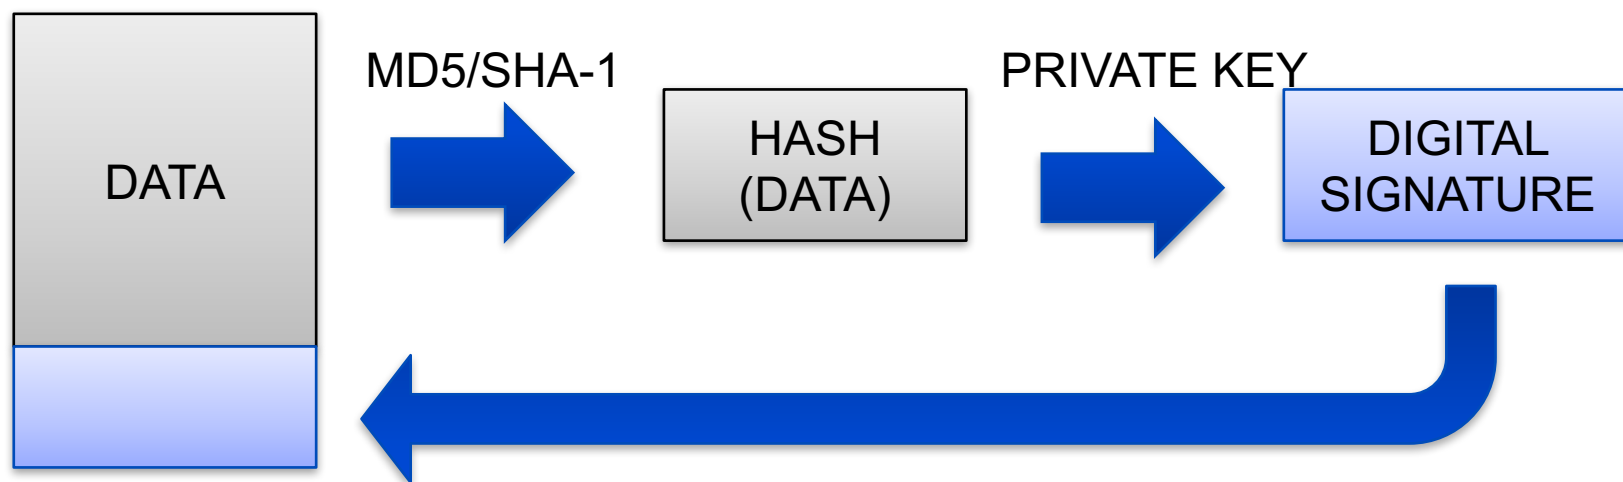 DATA
MD5/SHA-1
HASH
(DATA)
PRIVATE KEY
DIGITAL
SIGNATURE